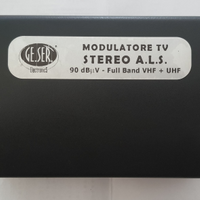 GE.SER.
Electronics
MODULATORE TV
STEREO A.L.S.
90 dBµV - Full Band VHF + UHF